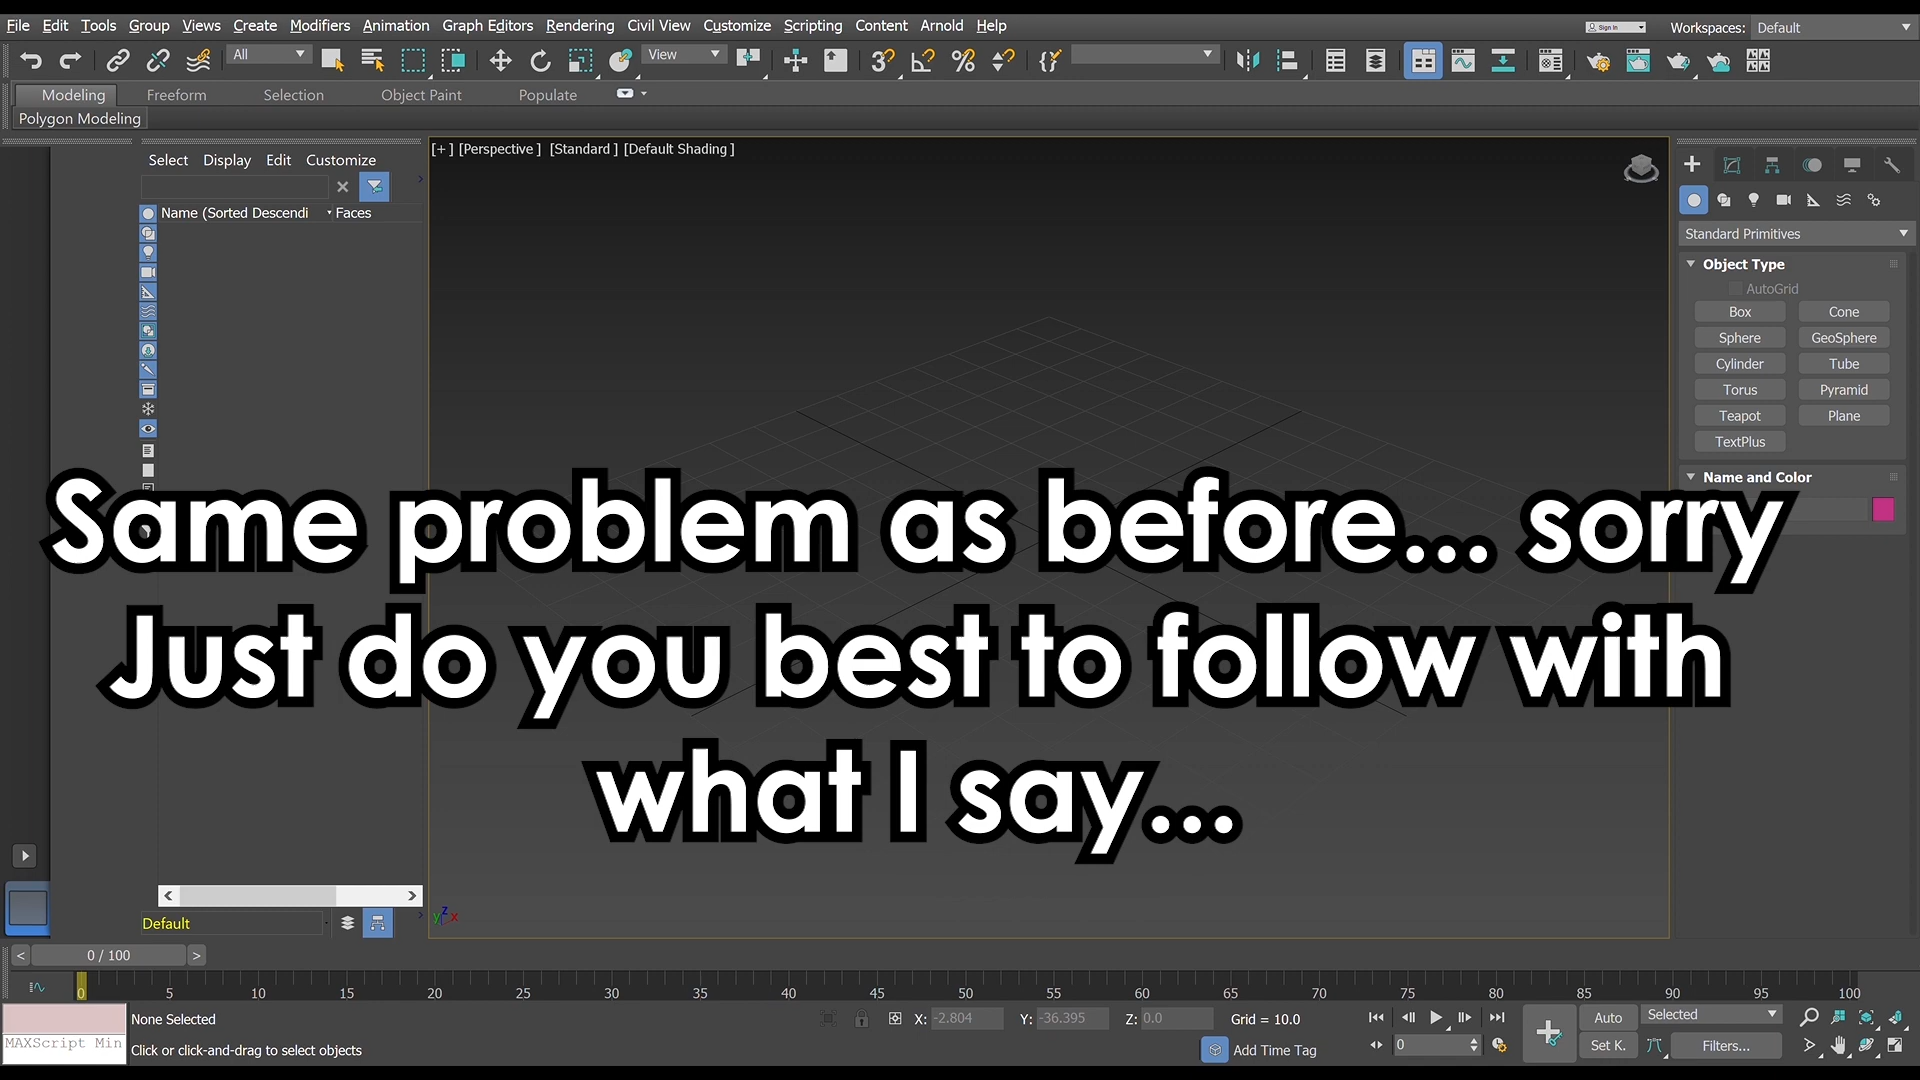 File Edit Tools Group Views Create Modifiers Animation Graph Editors Rendering Civil View Customize Scripting Content Arnold Help
Sign In Workspaces: Default
All View
Modeling Freeform Selection Object Paint Populate
Polygon Modeling
Select Display Edit Customize
[+] [Perspective] [Standard] [Default Shading]
Name (Sorted Descendi Faces
Standard Primitives
Object Type
AutoGrid
Box Cone
Sphere GeoSphere
Cylinder Tube
Torus Pyramid
Teapot Plane
TextPlus
Name and Color
Same problem as before... sorry
Just do you best to follow with
what I say...
Default
z
y x
< 0 / 100 >
0 5 10 15 20 25 30 35 40 45 50 55 60 65 70 75 80 85 90 95 100
None Selected X: -2.804 Y: -36.395 Z: 0.0 Grid = 10.0 Auto Selected
MAXScript Min Click or click-and-drag to select objects Add Time Tag 0 Set K. Filters...